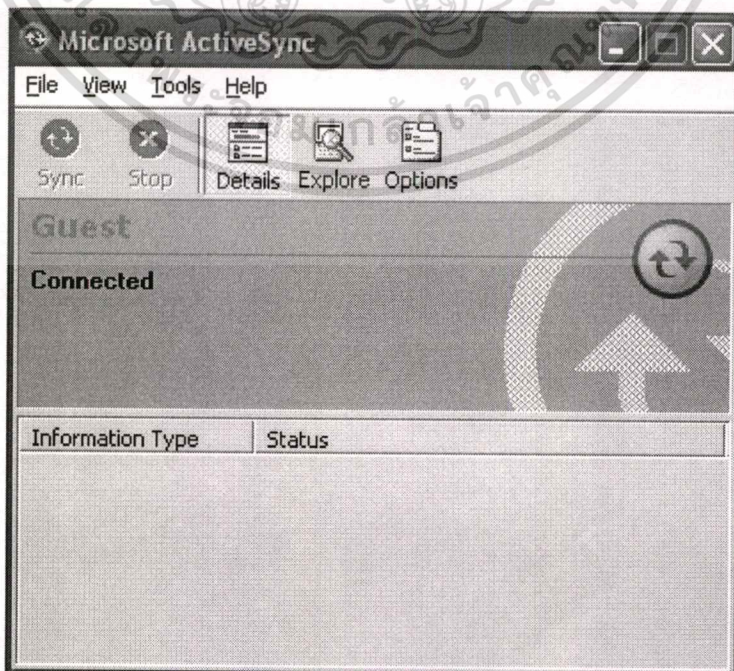 Microsoft ActiveSync
File View Tools Help
Sync Stop Details Explore Options
Guest
Connected
Information Type Status